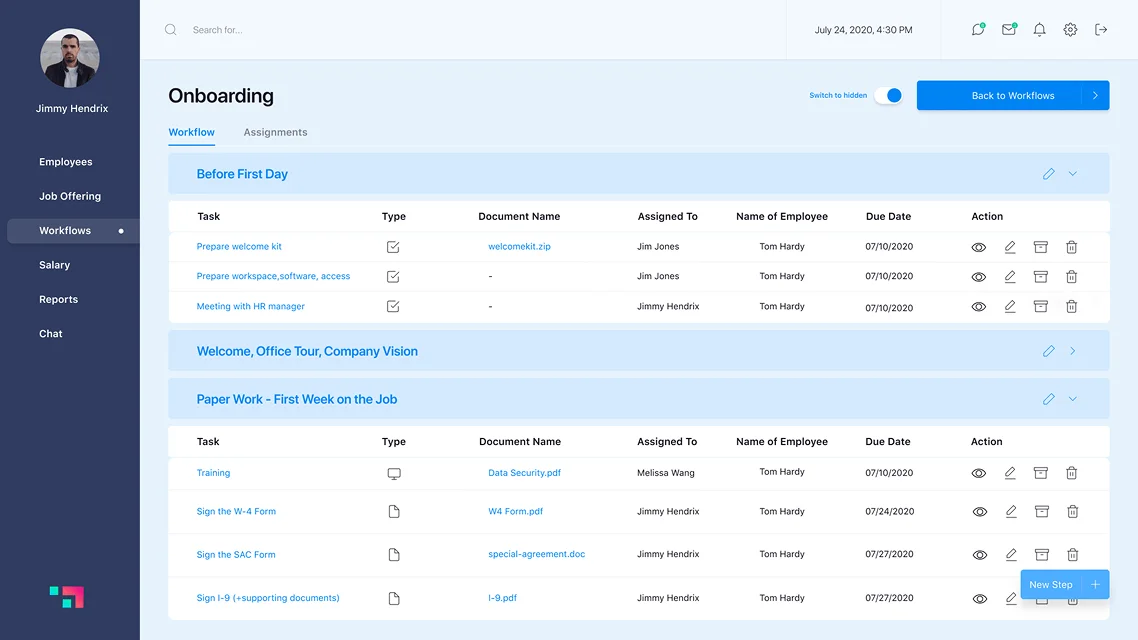 Search for...
July 24, 2020, 4:30 PM
Jimmy Hendrix
Employees
Job Offering
Workflows
Salary
Reports
Chat
Onboarding
Switch to hidden
Back to Workflows
Workflow Assignments
Before First Day
Task Type Document Name Assigned To Name of Employee Due Date Action
Prepare welcome kit welcomekit.zip Jim Jones Tom Hardy 07/10/2020
Prepare workspace,software, access - Jim Jones Tom Hardy 07/10/2020
Meeting with HR manager - Jimmy Hendrix Tom Hardy 07/10/2020
Welcome, Office Tour, Company Vision
Paper Work - First Week on the Job
Task Type Document Name Assigned To Name of Employee Due Date Action
Training Data Security.pdf Melissa Wang Tom Hardy 07/10/2020
Sign the W-4 Form W4 Form.pdf Jimmy Hendrix Tom Hardy 07/24/2020
Sign the SAC Form special-agreement.doc Jimmy Hendrix Tom Hardy 07/27/2020
Sign I-9 (+supporting documents) I-9.pdf Jimmy Hendrix Tom Hardy 07/27/2020
New Step +